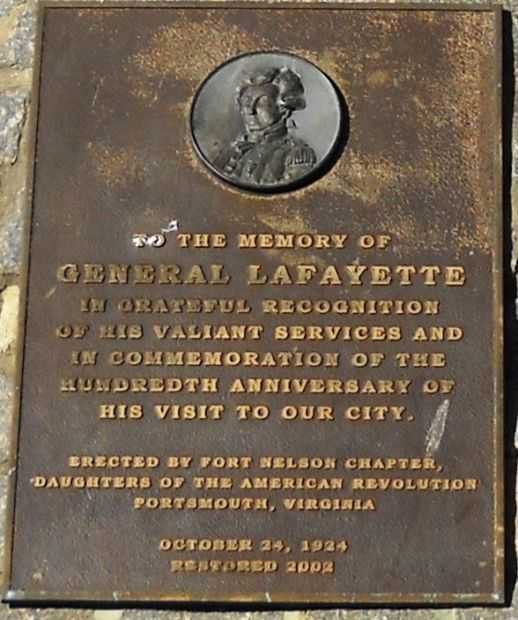 TO THE MEMORY OF
GENERAL LAFAYETTE
IN GRATEFUL RECOGNITION
OF HIS VALIANT SERVICES AND
IN COMMEMORATION OF THE
HUNDREDTH ANNIVERSARY OF
HIS VISIT TO OUR CITY.
ERECTED BY FORT NELSON CHAPTER,
DAUGHTERS OF THE AMERICAN REVOLUTION
PORTSMOUTH, VIRGINIA
OCTOBER 24, 1924
RESTORED 2002